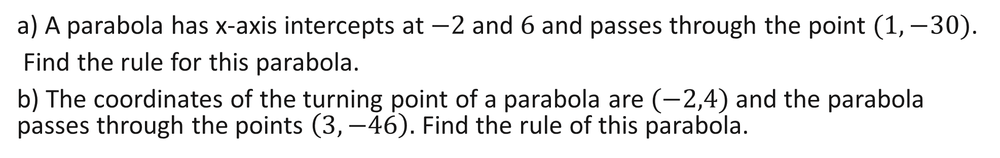 a) A parabola has x-axis intercepts at −2 and 6 and passes through the point (1, −30).
Find the rule for this parabola.
b) The coordinates of the turning point of a parabola are (−2,4) and the parabola
passes through the points (3, −46). Find the rule of this parabola.